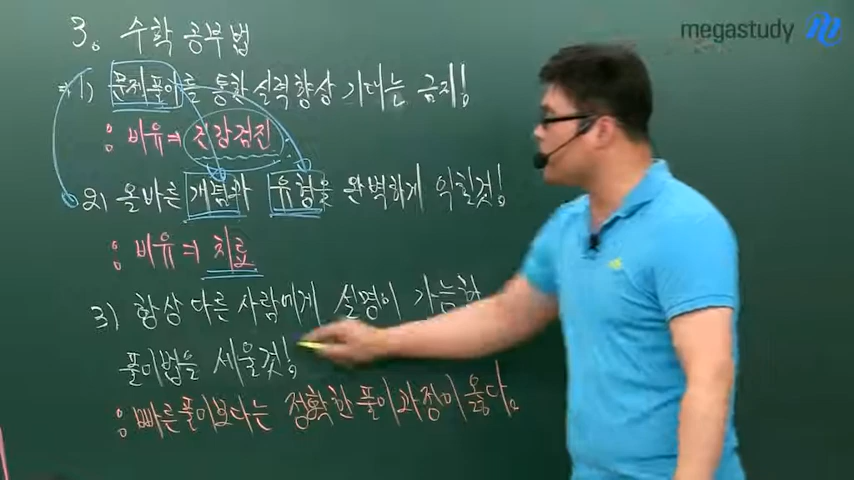 megastudy
3. 수학 공부법
⇒ 1) 문제풀이를 통한 실력향상 기대는 금지!
: 비유 ⇒ 건강검진
2) 올바른 개념과 유형을 완벽하게 익힐것!
: 비유 ⇒ 치료
3) 항상 다른 사람에게 설명이 가능한
풀이법을 세울것!
: 빠른풀이보다는 정확한 풀이과정이